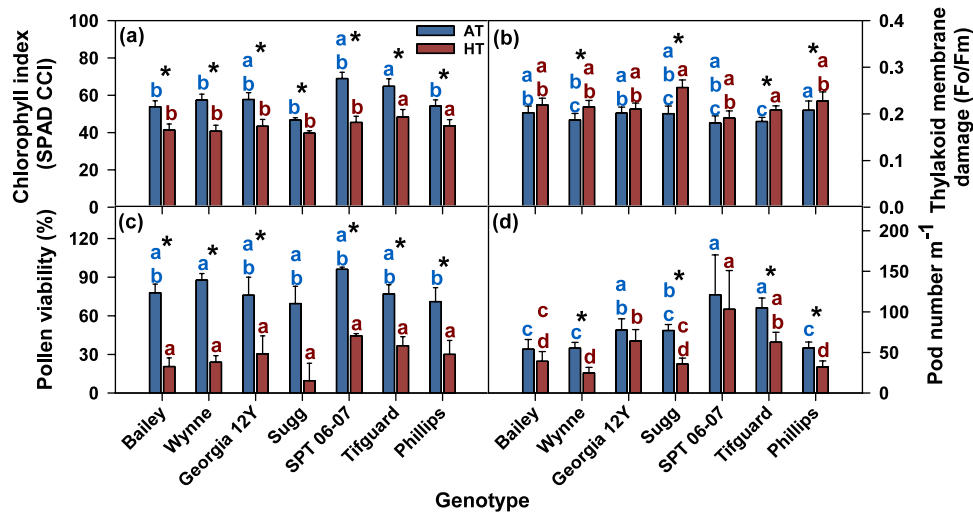 100
80
60
40
20
0
Chlorophyll index
(SPAD CCI)
(a)
AT
HT
a a a
b * b * b * b * b * b * b *
b b b b b a a
(b)
0.4
0.3
0.2
0.1
0.0
Thylakoid membrane
damage (Fo/Fm)
a a a a a a a
b b b b b a b
a b a a a c a
b c b b b
c c c
* * * *
(c)
120
90
60
30
0
Pollen viability (%)
a a a a a a a
b b b b b b
* * * * * *
a a a a a a a
(d)
200
150
100
50
0
Pod number m⁻¹
c c a b a a c
c d b c a a d
d b c b
d
* * * *
Bailey
Wynne
Georgia 12Y
Sugg
SPT 06-07
Tifguard
Phillips
Bailey
Wynne
Georgia 12Y
Sugg
SPT 06-07
Tifguard
Phillips
Genotype